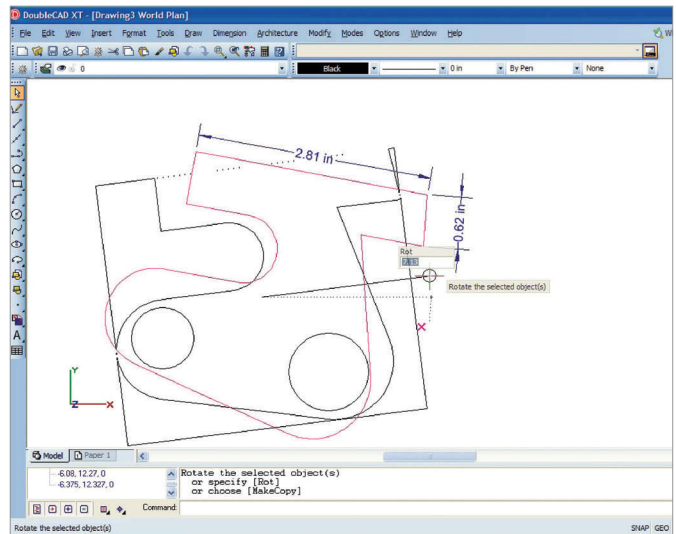 DoubleCAD XT - [Drawing3 World Plan]
File Edit View Insert Format Tools Draw Dimension Architecture Modify Modes Options Window Help
0 Black 0 in By Pen None
2.81 in
0.62 in
Rot
Rotate the selected object(s)
Y
Z X
Model Paper 1
-6.08, 12.27, 0
-6.375, 12.327, 0
Rotate the selected object(s)
or specify [Rot]
or choose [MakeCopy]
Command:
Rotate the selected object(s) SNAP GEO